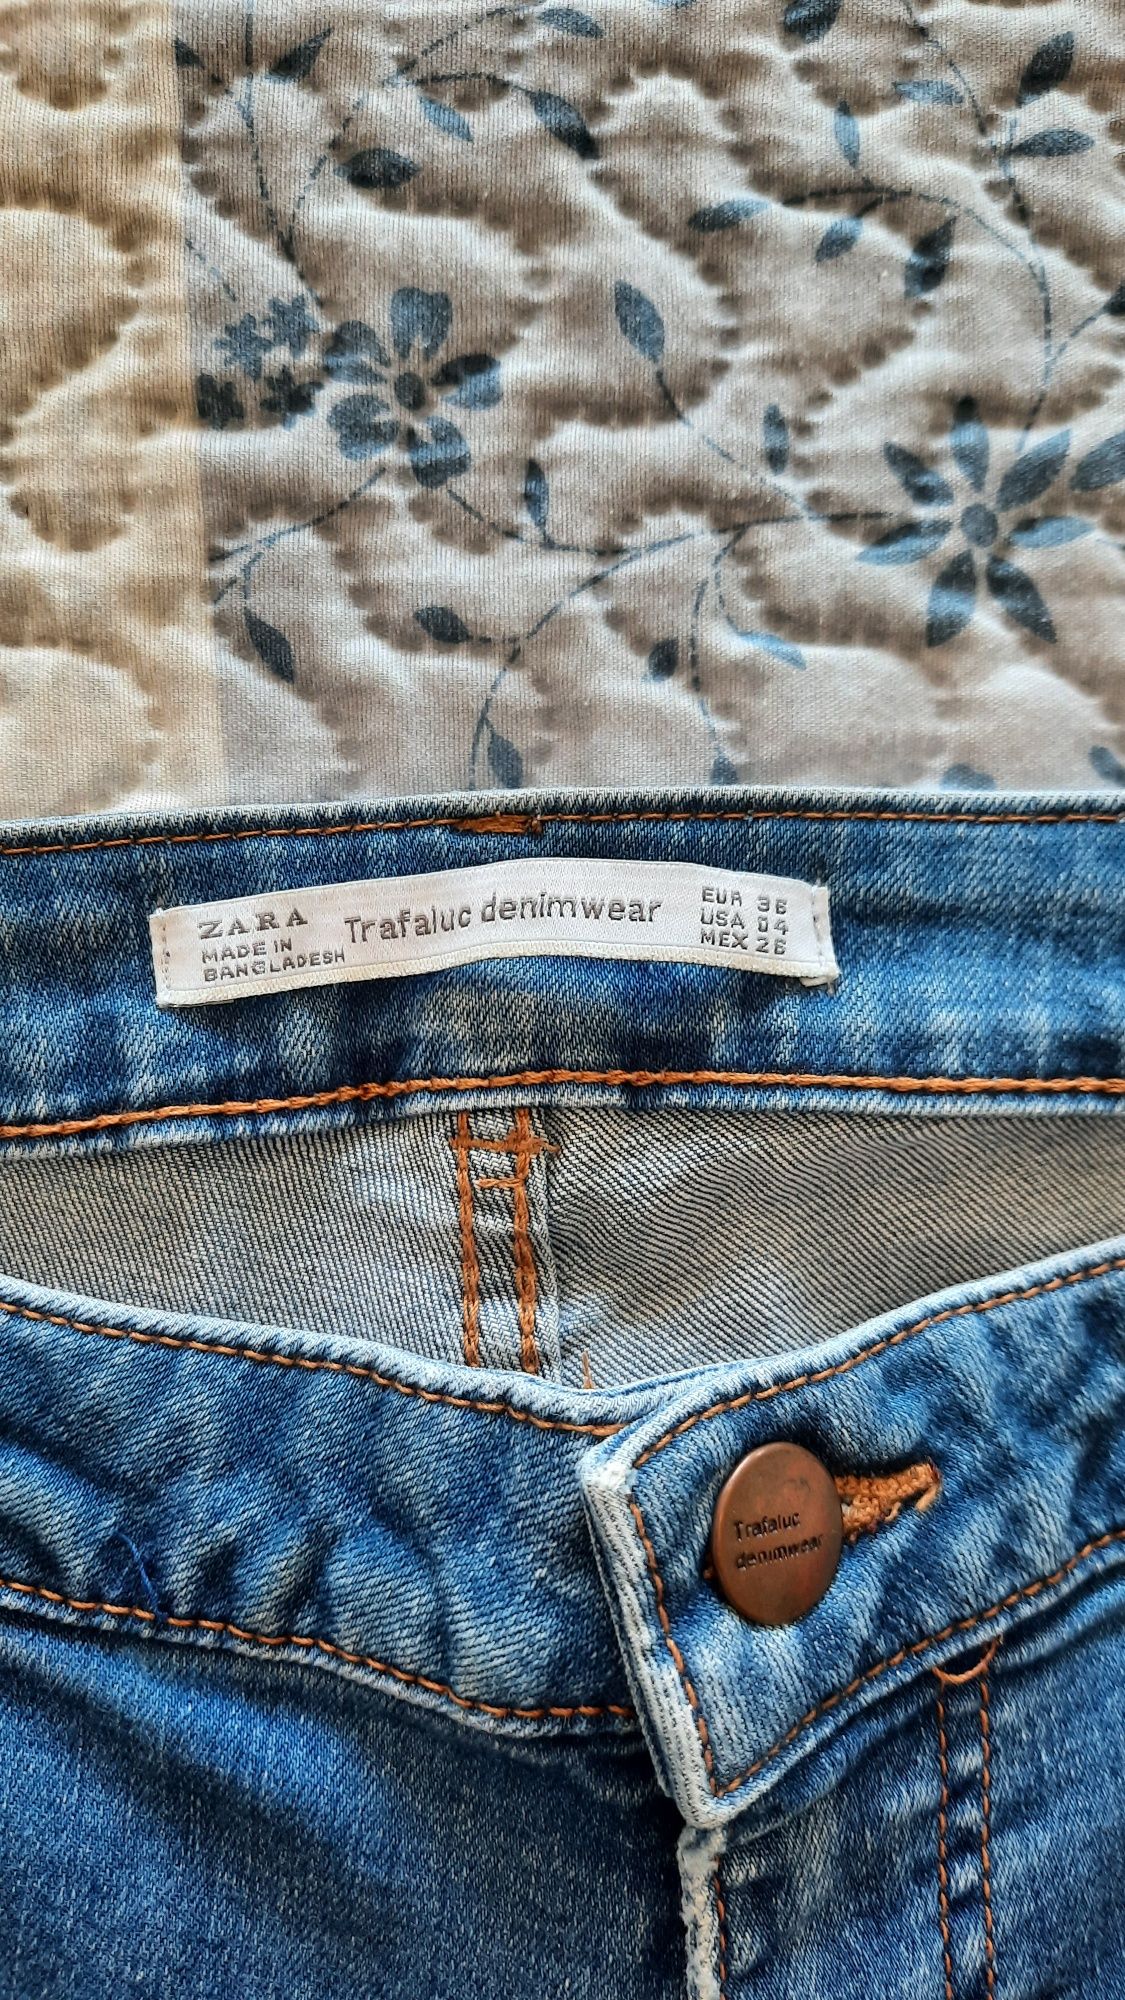 ZARA
MADE IN
BANGLADESH
Trafaluc denimwear
EUR 36
USA 04
MEX 26
Trafaluc
denimwear